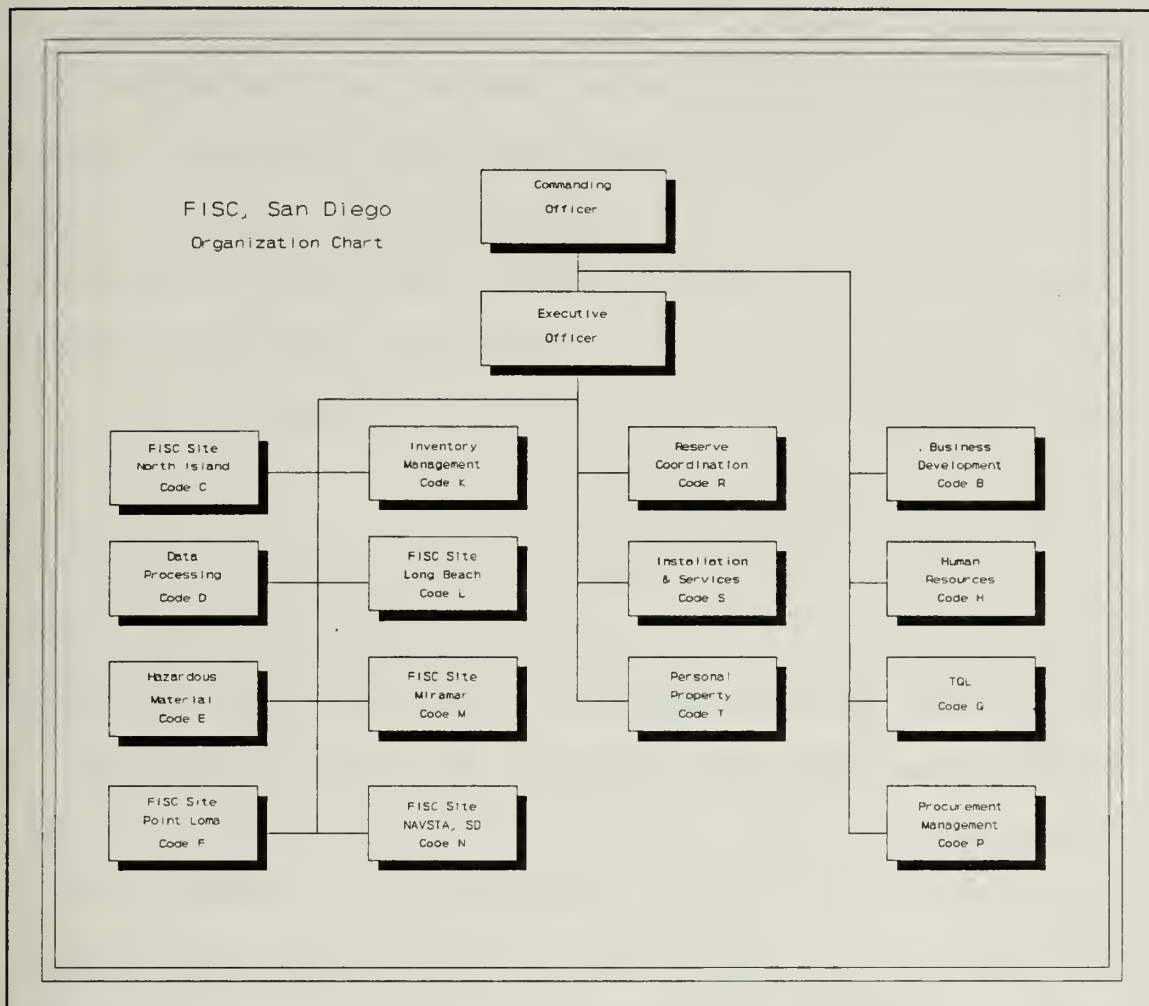 FISC, San Diego
Organization Chart
Commanding
Officer
Executive
Officer
FISC Site
North Island
Code C
Inventory
Management
Code K
Reserve
Coordination
Code R
. Business
Development
Code B
Data
Processing
Code D
FISC Site
Long Beach
Code L
Installation
& Services
Code S
Human
Resources
Code H
Hazardous
Material
Code E
FISC Site
Miramar
Code M
Personal
Property
Code T
TQL
Code Q
FISC Site
Point Loma
Code F
FISC Site
NAVSTA, SD
Code N
Procurement
Management
Code P